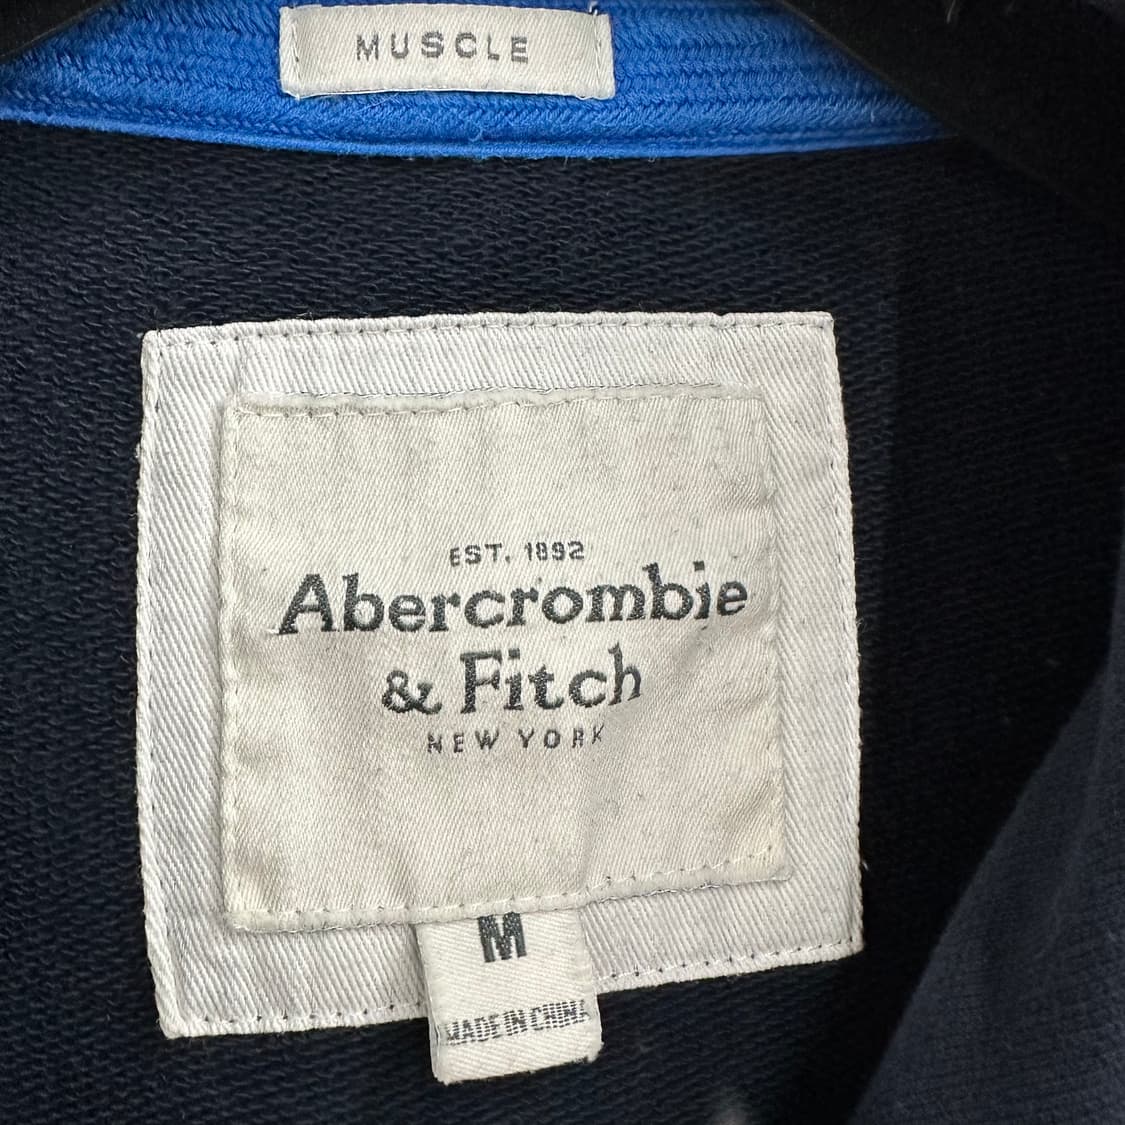 MUSCLE
EST. 1892
Abercrombie
& Fitch
NEW YORK
M
MADE IN CHINA